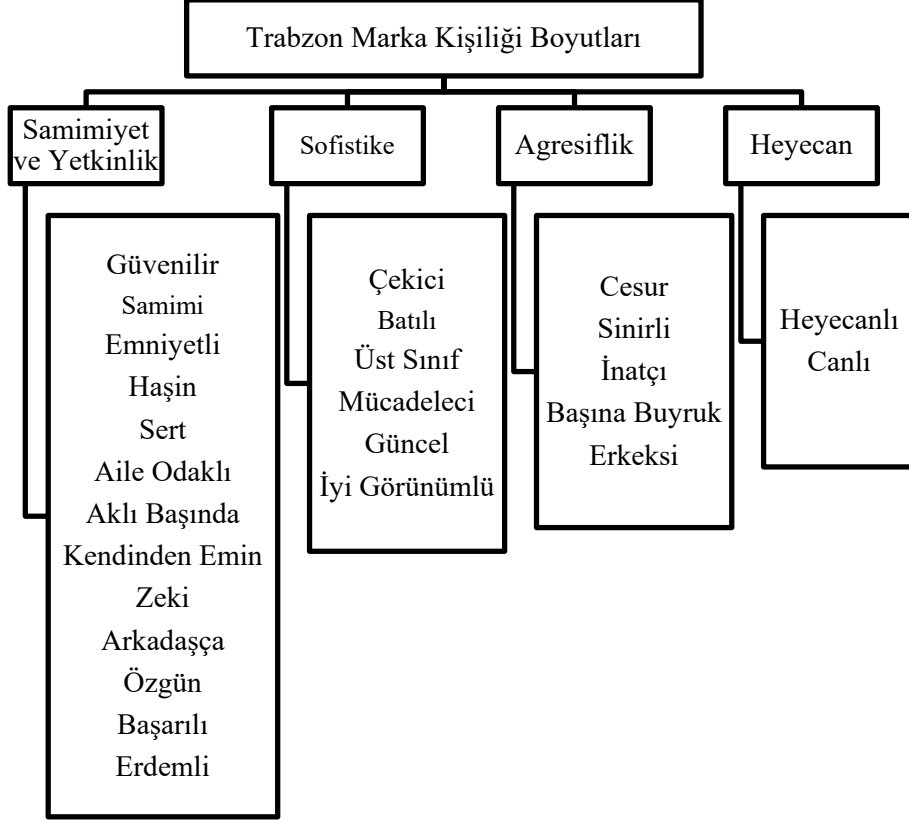 Trabzon Marka Kişiliği Boyutları
Samimiyet
ve Yetkinlik
Sofistike
Agresiflik
Heyecan
Güvenilir
Samimi
Emniyetli
Haşin
Sert
Aile Odaklı
Aklı Başında
Kendinden Emin
Zeki
Arkadaşça
Özgün
Başarılı
Erdemli
Çekici
Batılı
Üst Sınıf
Mücadeleci
Güncel
İyi Görünümlü
Cesur
Sinirli
İnatçı
Başına Buyruk
Erkeksi
Heyecanlı
Canlı